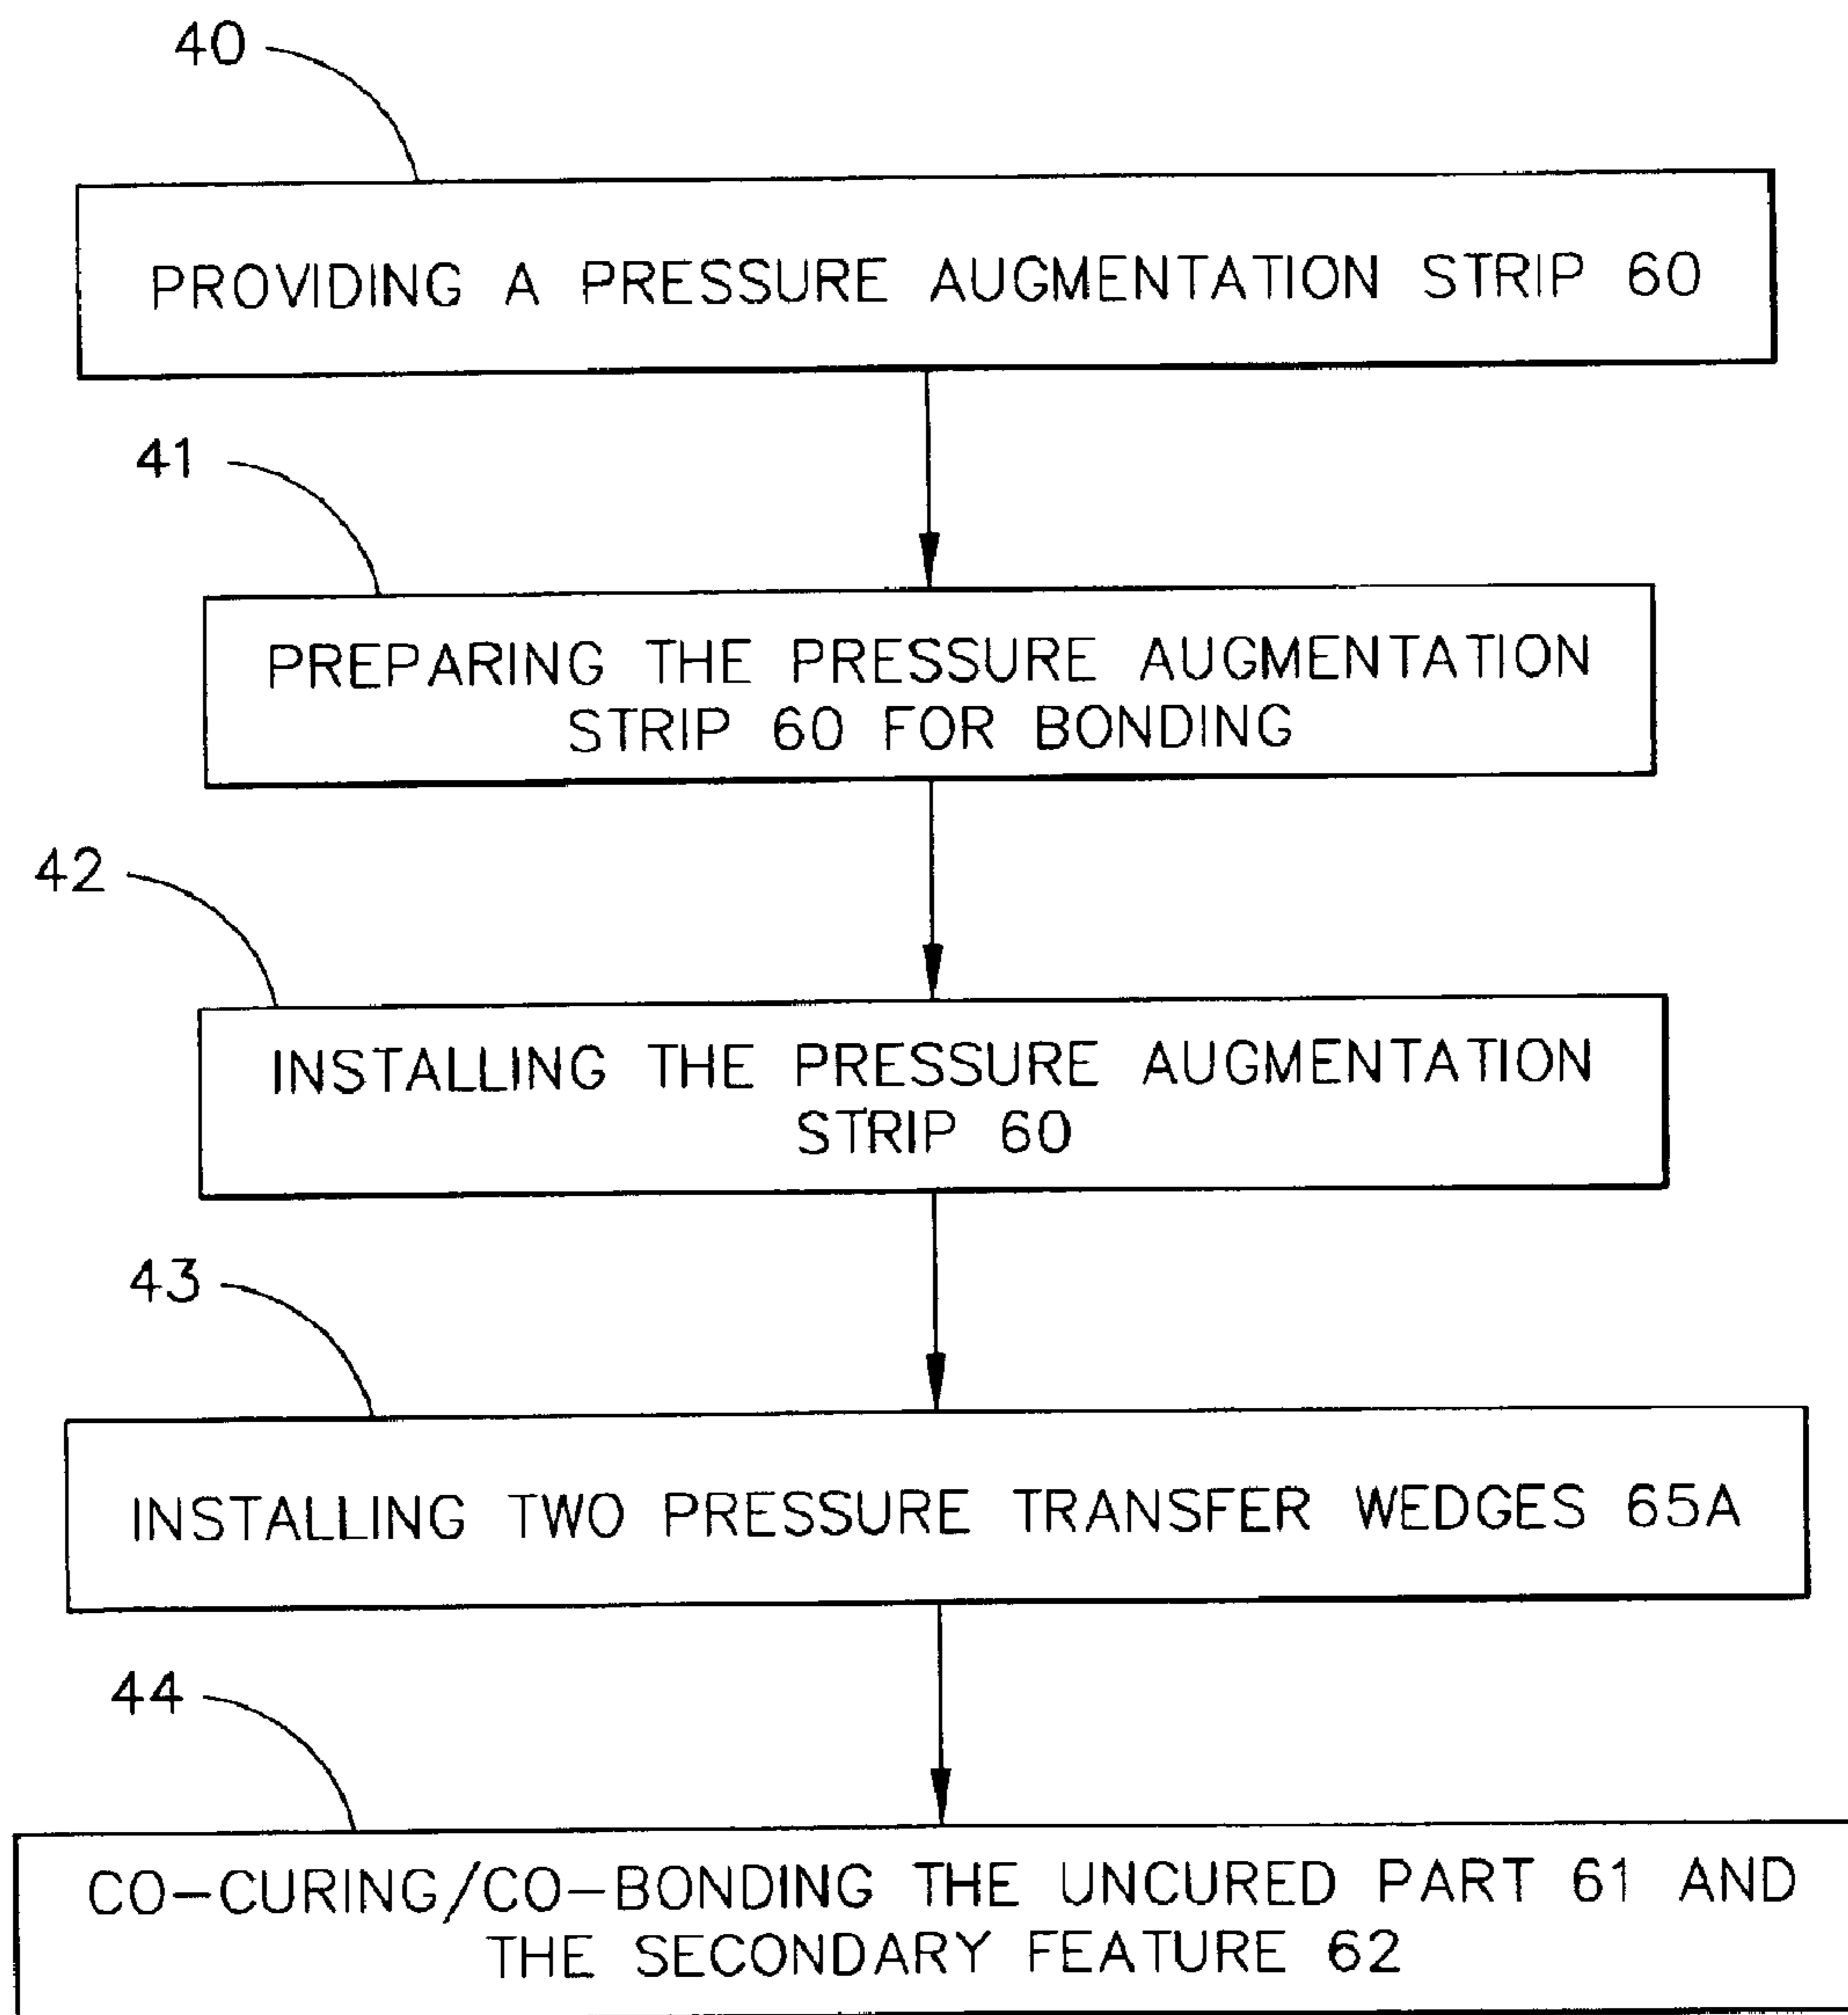 40
PROVIDING A PRESSURE AUGMENTATION STRIP 60
41
PREPARING THE PRESSURE AUGMENTATION
STRIP 60 FOR BONDING
42
INSTALLING THE PRESSURE AUGMENTATION
STRIP 60
43
INSTALLING TWO PRESSURE TRANSFER WEDGES 65A
44
CO-CURING/CO-BONDING THE UNCURED PART 61 AND
THE SECONDARY FEATURE 62